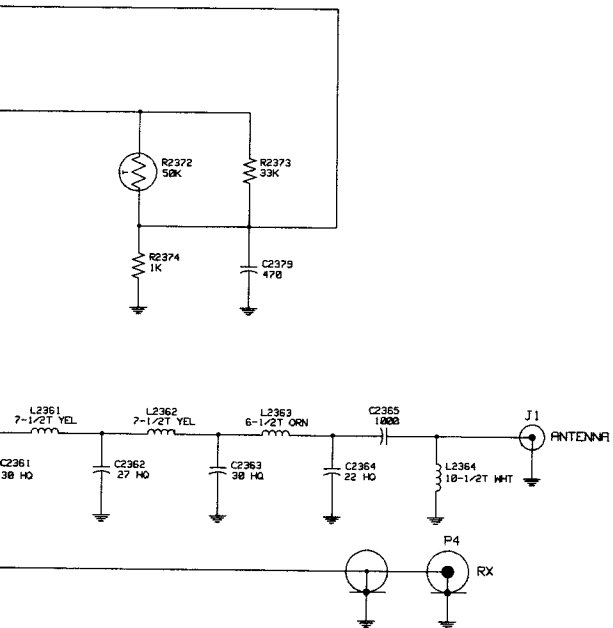 R2372
50K
T
R2373
33K
R2374
1K
C2379
470
L2361
7-1/2T YEL
L2362
7-1/2T YEL
L2363
6-1/2T ORN
C2365
1000
J1
ANTENNA
C2361
30 HQ
C2362
27 HQ
C2363
30 HQ
C2364
22 HQ
L2364
10-1/2T WHT
P4
RX